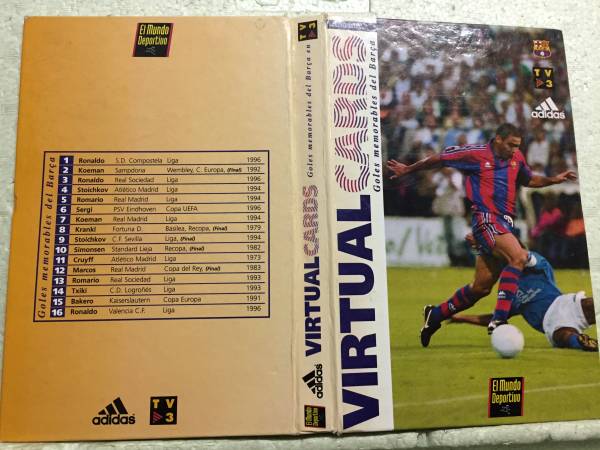 El Mundo
Deportivo
Goles memorables del Barça
1 Ronaldo S.D. Compostela Liga 1996
2 Koeman Sampdoria Wembley, C. Europa, (Final) 1992
3 Ronaldo Real Sociedad Liga 1996
4 Stoichkov Atlético Madrid Liga 1994
5 Romario Real Madrid Liga 1994
6 Sergi PSV Eindhoven Copa UEFA 1996
7 Koeman Real Madrid Liga 1994
8 Krankl Fortuna D. Basilea, Recopa, (Final) 1979
9 Stoichkov C.F. Sevilla Liga, (Final) 1994
10 Simonsen Standard Lieja Recopa, (Final) 1982
11 Cruyff Atlético Madrid Liga 1973
12 Marcos Real Madrid Copa del Rey, (Final) 1983
13 Romario Real Sociedad Liga 1993
14 Txiki C.D. Logroñés Liga 1991
15 Bakero Kaiserslautern Copa Europa 1991
16 Ronaldo Valencia C.F. Liga 1996
adidas
TV3
TV3
Goles memorables del Barça en
VIRTUALCARDS
adidas
El Mundo
Deportivo
VIRTUALCARDS
Goles memorables del Barça
TV3
adidas
El Mundo
Deportivo